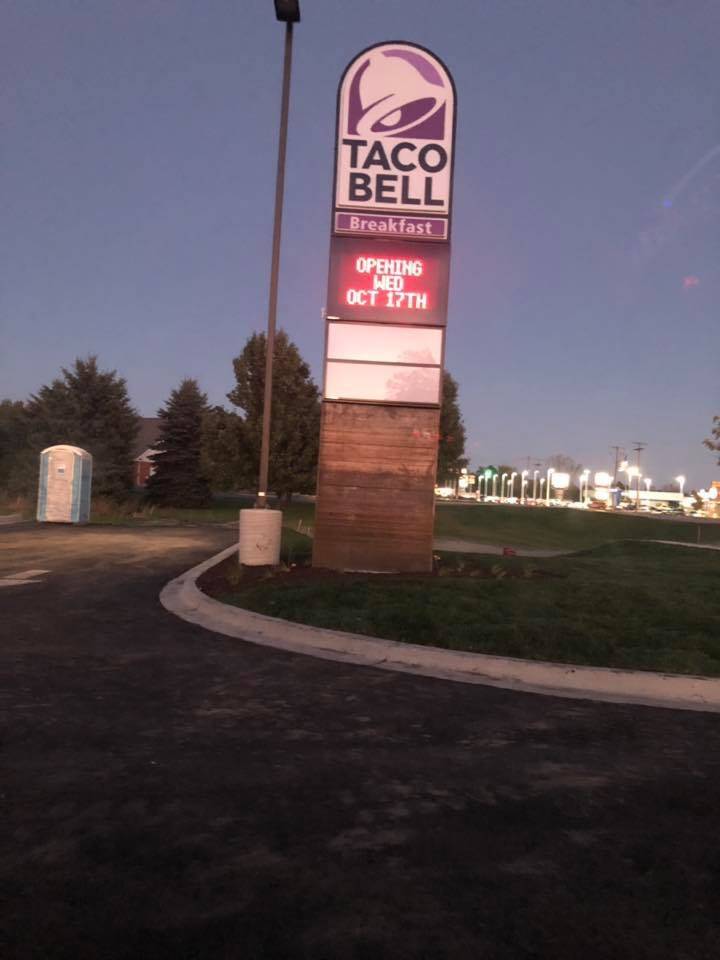 TACO
BELL
Breakfast
OPENING
WED
OCT 17TH